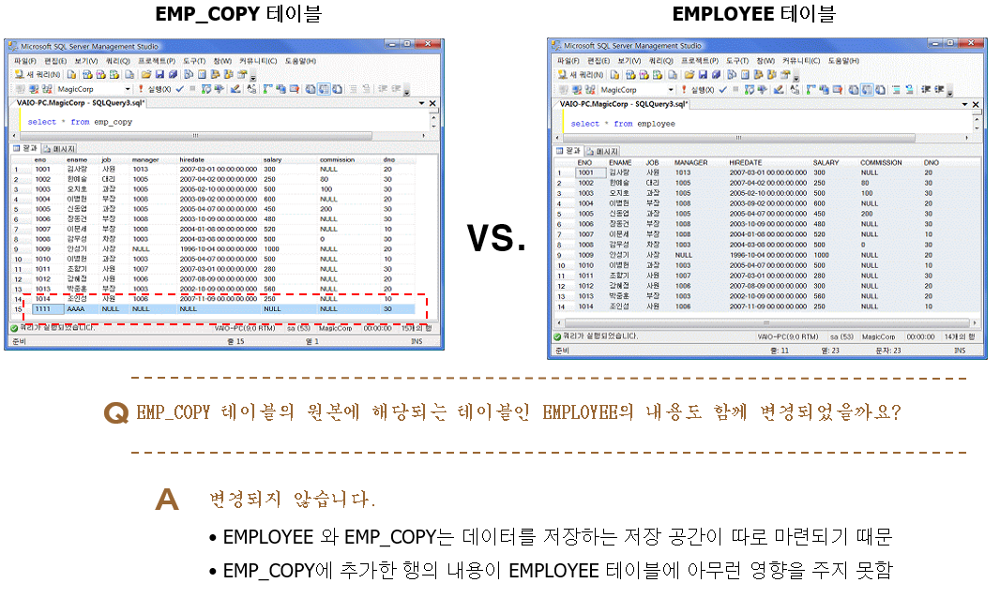 EMP_COPY 테이블
EMPLOYEE 테이블
Microsoft SQL Server Management Studio
파일(F) 편집(E) 보기(V) 쿼리(Q) 프로젝트(P) 도구(T) 창(W) 커뮤니티(C) 도움말(H)
새 쿼리(N)
MagicCorp 실행(X)
VAIO-PC.MagicCorp - SQLQuery3.sql*
select * from emp_copy
결과 메시지
eno ename job manager hiredate salary commission dno
1 1001 김사랑 사원 1013 2007-03-01 00:00:00.000 300 NULL 20
2 1002 한예슬 대리 1005 2007-04-02 00:00:00.000 250 80 30
3 1003 오지호 과장 1005 2005-02-10 00:00:00.000 500 100 30
4 1004 이병헌 부장 1008 2003-09-02 00:00:00.000 600 NULL 20
5 1005 신동엽 과장 1005 2005-04-07 00:00:00.000 450 200 30
6 1006 장동건 부장 1008 2003-10-09 00:00:00.000 480 NULL 30
7 1007 이문세 부장 1008 2004-01-08 00:00:00.000 520 NULL 10
8 1008 감우성 차장 1003 2004-03-08 00:00:00.000 500 0 30
9 1009 안성기 사장 NULL 1996-10-04 00:00:00.000 1000 NULL 20
10 1010 이병헌 과장 1003 2005-04-07 00:00:00.000 500 NULL 10
11 1011 조향기 사원 1007 2007-03-01 00:00:00.000 280 NULL 30
12 1012 강혜정 사원 1006 2007-08-09 00:00:00.000 300 NULL 20
13 1013 박중훈 부장 1003 2002-10-09 00:00:00.000 560 NULL 20
14 1014 조인성 사원 1006 2007-11-09 00:00:00.000 250 NULL 10
15 1111 AAAA NULL NULL NULL NULL NULL 30
쿼리가 실행되었습니다. VAIO-PC(9.0 RTM) sa (53) MagicCorp 00:00:00 15개의 행
준비 줄 15 열 1 INS
VS.
Microsoft SQL Server Management Studio
파일(F) 편집(E) 보기(V) 쿼리(Q) 프로젝트(P) 도구(T) 창(W) 커뮤니티(C) 도움말(H)
새 쿼리(N)
MagicCorp 실행(X)
VAIO-PC.MagicCorp - SQLQuery3.sql*
select * from employee
결과 메시지
ENO ENAME JOB MANAGER HIREDATE SALARY COMMISSION DNO
1 1001 김사랑 사원 1013 2007-03-01 00:00:00.000 300 NULL 20
2 1002 한예슬 대리 1005 2007-04-02 00:00:00.000 250 80 30
3 1003 오지호 과장 1005 2005-02-10 00:00:00.000 500 100 30
4 1004 이병헌 부장 1008 2003-09-02 00:00:00.000 600 NULL 20
5 1005 신동엽 과장 1005 2005-04-07 00:00:00.000 450 200 30
6 1006 장동건 부장 1008 2003-10-09 00:00:00.000 480 NULL 30
7 1007 이문세 부장 1008 2004-01-08 00:00:00.000 520 NULL 10
8 1008 감우성 차장 1003 2004-03-08 00:00:00.000 500 0 30
9 1009 안성기 사장 NULL 1996-10-04 00:00:00.000 1000 NULL 20
10 1010 이병헌 과장 1003 2005-04-07 00:00:00.000 500 NULL 10
11 1011 조향기 사원 1007 2007-03-01 00:00:00.000 280 NULL 30
12 1012 강혜정 사원 1006 2007-08-09 00:00:00.000 300 NULL 20
13 1013 박중훈 부장 1003 2002-10-09 00:00:00.000 560 NULL 20
14 1014 조인성 사원 1006 2007-11-09 00:00:00.000 250 NULL 10
쿼리가 실행되었습니다. VAIO-PC(9.0 RTM) sa (53) MagicCorp 00:00:00 14개의 행
준비 줄: 11 열: 23 문자: 23 INS
Q EMP_COPY 테이블의 원본에 해당되는 테이블인 EMPLOYEE의 내용도 함께 변경되었을까요?
A 변경되지 않습니다.
• EMPLOYEE 와 EMP_COPY는 데이터를 저장하는 저장 공간이 따로 마련되기 때문
• EMP_COPY에 추가한 행의 내용이 EMPLOYEE 테이블에 아무런 영향을 주지 못함